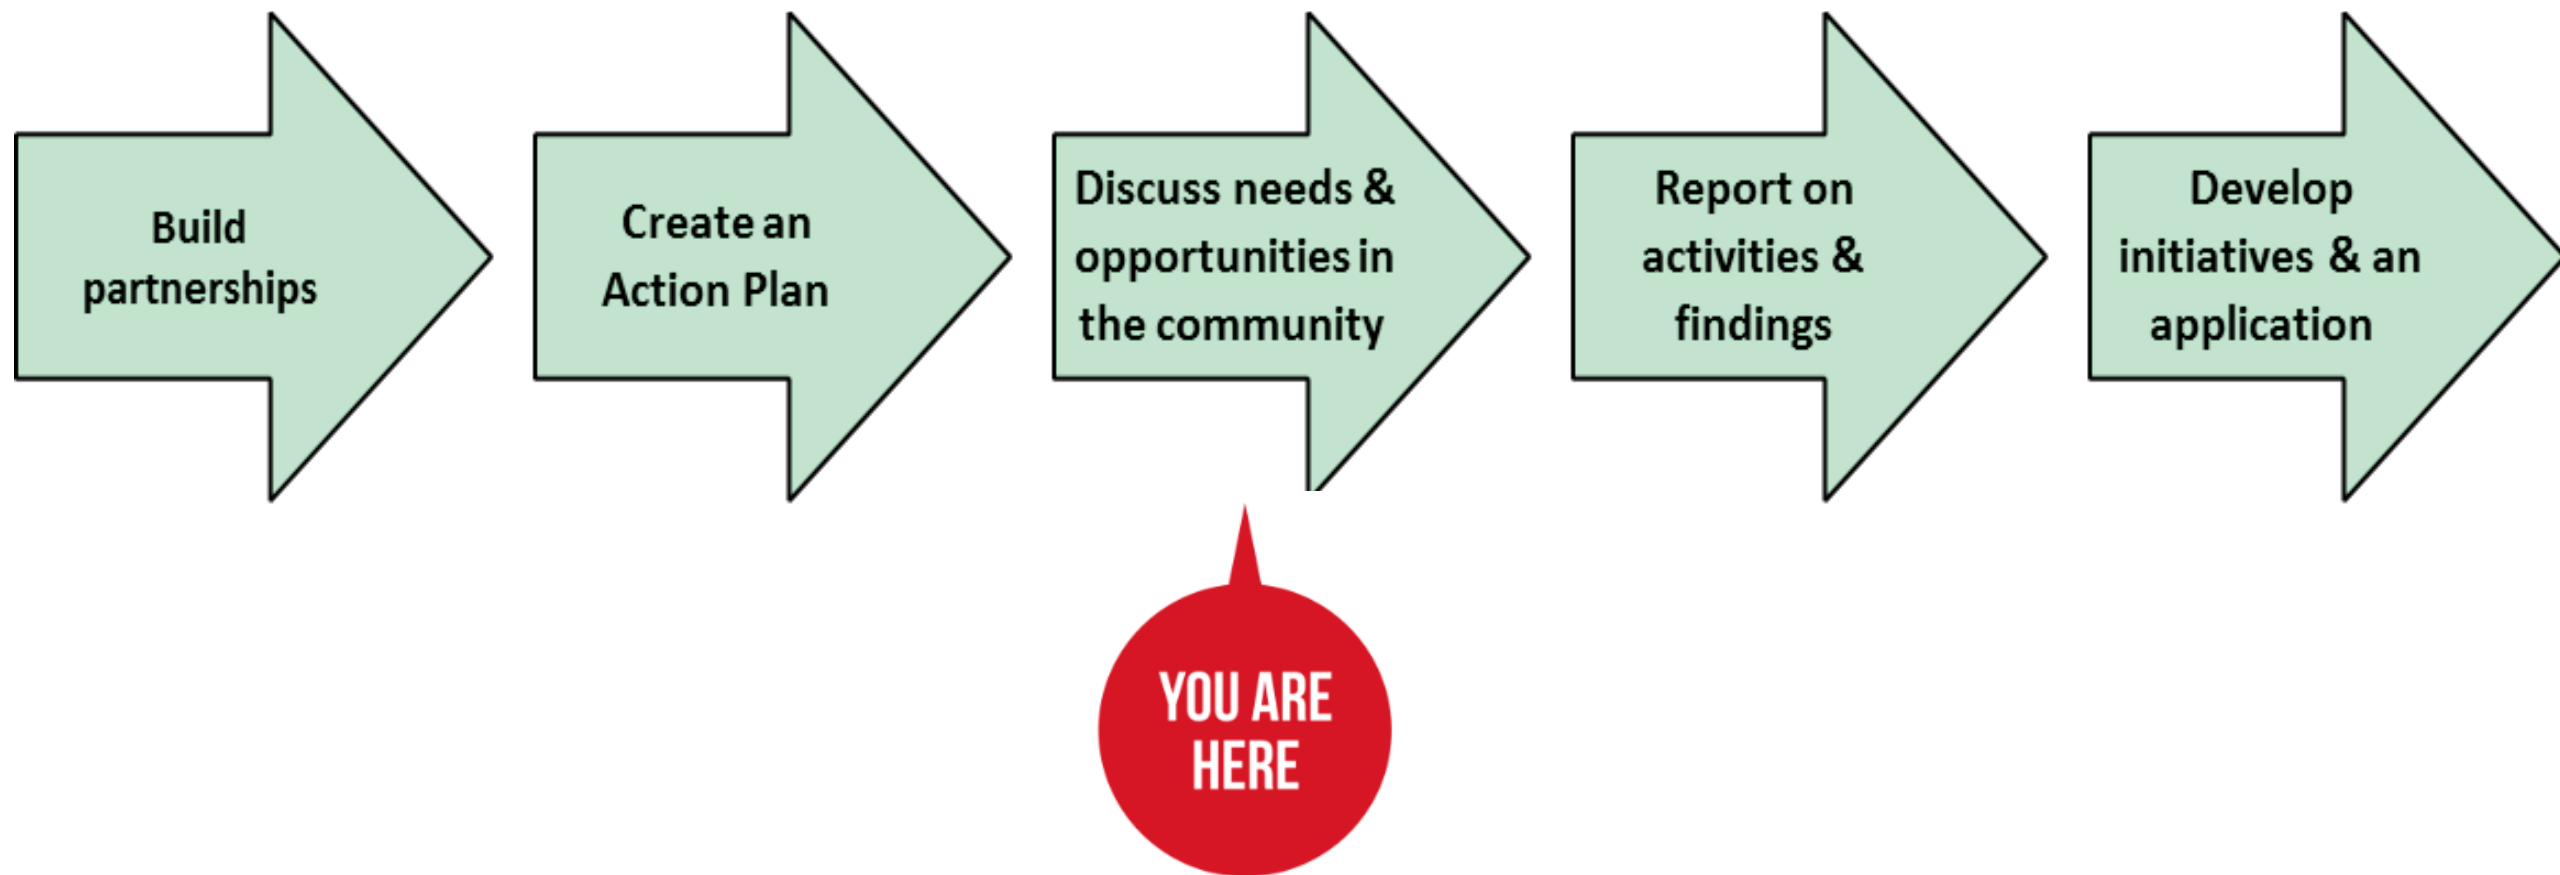 Build
partnerships
Create an
Action Plan
Discuss needs &
opportunities in
the community
Report on
activities &
findings
Develop
initiatives & an
application
YOU ARE
HERE